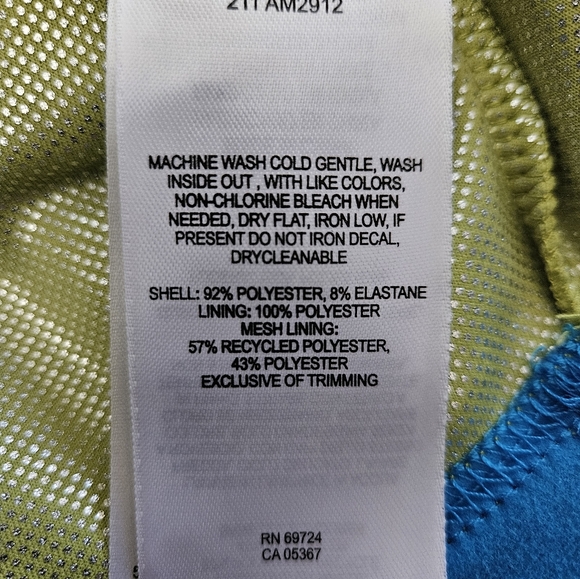 211 AM2912
MACHINE WASH COLD GENTLE, WASH
INSIDE OUT , WITH LIKE COLORS,
NON-CHLORINE BLEACH WHEN
NEEDED, DRY FLAT, IRON LOW, IF
PRESENT DO NOT IRON DECAL,
DRYCLEANABLE
SHELL: 92% POLYESTER, 8% ELASTANE
LINING: 100% POLYESTER
MESH LINING:
57% RECYCLED POLYESTER,
43% POLYESTER
EXCLUSIVE OF TRIMMING
RN 69724
CA 05367